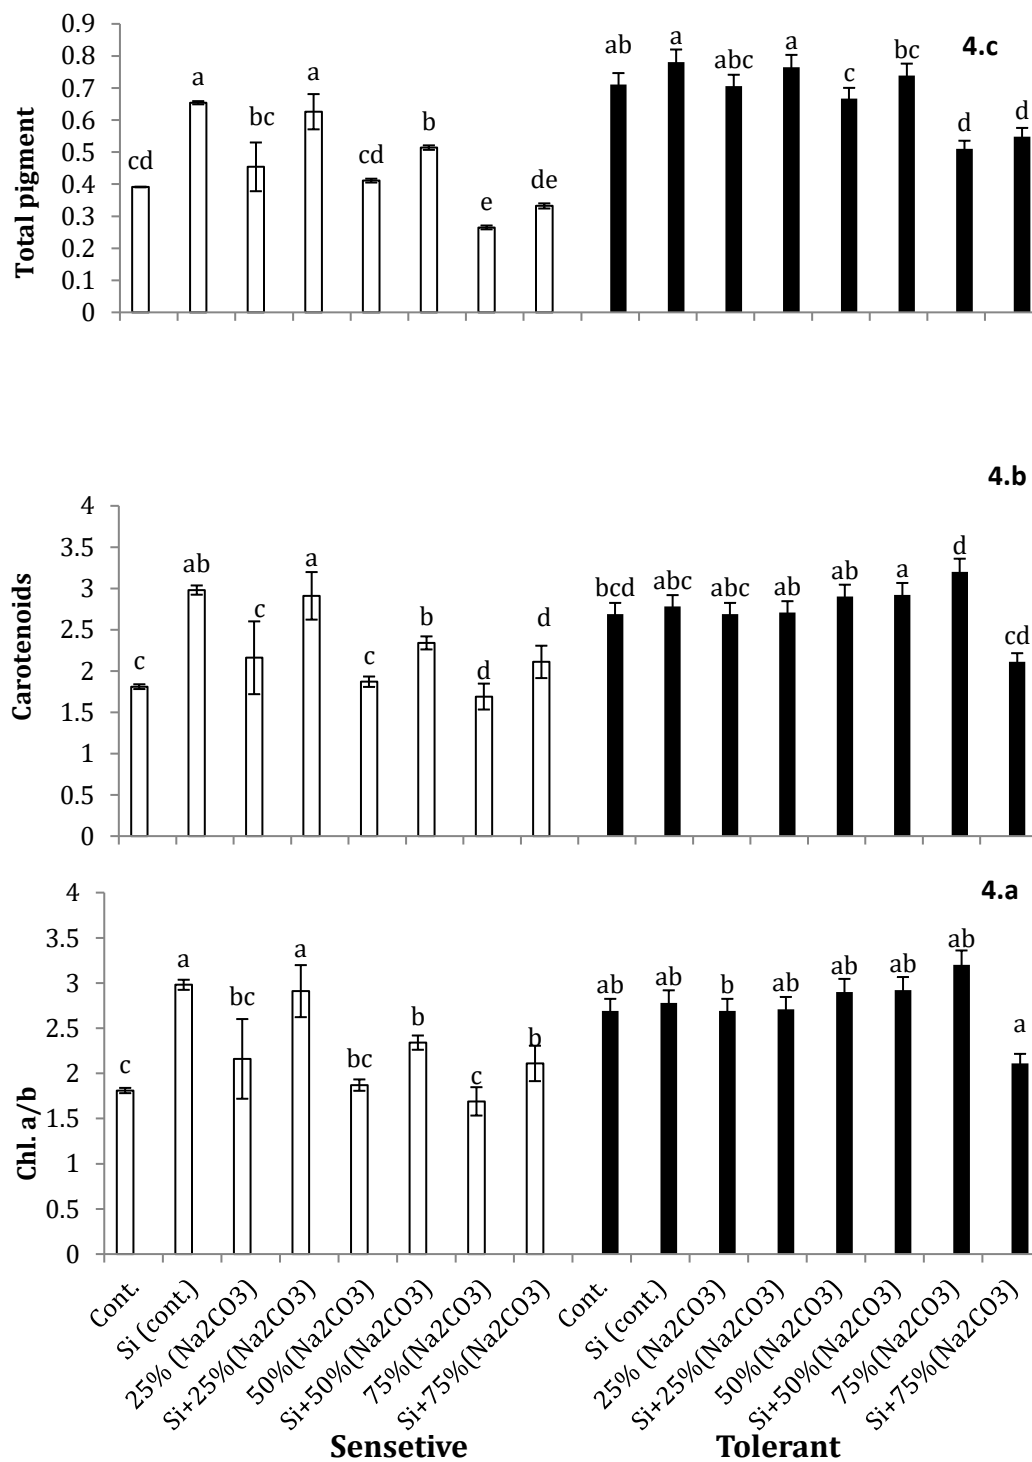 4.c
Total pigment
0.9
0.8
0.7
0.6
0.5
0.4
0.3
0.2
0.1
0
cd a bc a cd b e de ab a abc a c bc d d
4.b
Carotenoids
4
3.5
3
2.5
2
1.5
1
0.5
0
c ab c a c b d d bcd abc abc ab ab a d cd
4.a
Chl. a/b
4
3.5
3
2.5
2
1.5
1
0.5
0
c a bc a bc b c b ab ab b ab ab ab ab a
Cont.
Si (cont.)
25% (Na2CO3)
Si+25%(Na2CO3)
50%(Na2CO3)
Si+50%(Na2CO3)
75%(Na2CO3)
Si+75%(Na2CO3)
Cont.
Si (cont.)
25% (Na2CO3)
Si+25%(Na2CO3)
50%(Na2CO3)
Si+50%(Na2CO3)
75%(Na2CO3)
Si+75%(Na2CO3)
Sensetive Tolerant